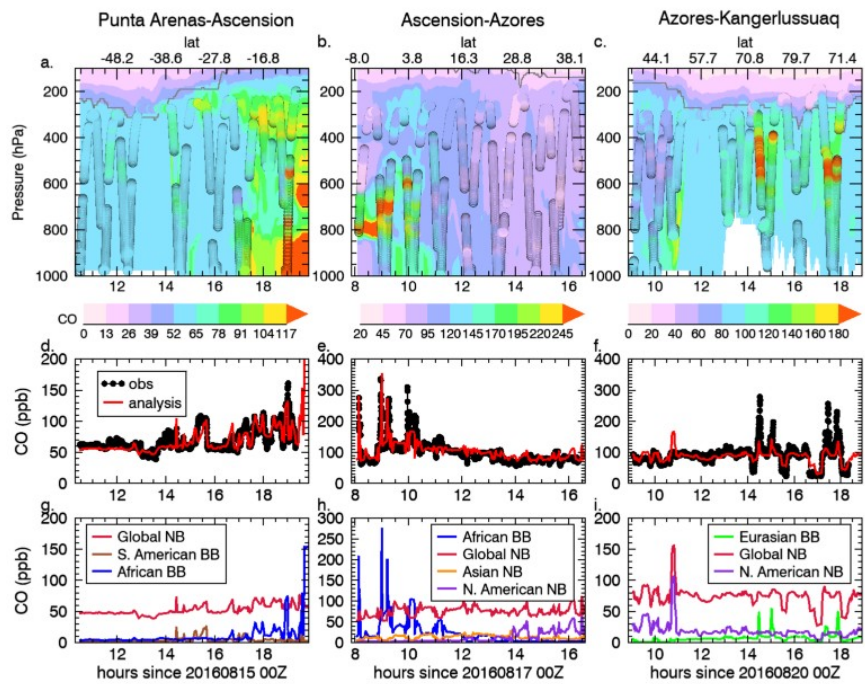 Punta Arenas-Ascension
Ascension-Azores
Azores-Kangerlussuaq
lat
lat
lat
a.
-48.2 -38.6 -27.8 -16.8
b.
-8.0 3.8 16.3 28.8 38.1
c.
44.1 57.7 70.8 79.7 71.4
Pressure (hPa)
200
400
600
800
1000
200
400
600
800
1000
200
400
600
800
1000
12 14 16 18
8 10 12 14 16
10 12 14 16 18
CO
0 13 26 39 52 65 78 91 104 117
20 45 70 95 120 145 170 195 220 245
0 20 40 60 80 100 120 140 160 180
d.
e.
f.
CO (ppb)
200
150
100
50
0
obs
analysis
400
300
200
100
0
400
300
200
100
0
12 14 16 18
8 10 12 14 16
10 12 14 16 18
g.
h.
i.
CO (ppb)
200
150
100
50
0
Global NB
S. American BB
African BB
300
250
200
150
100
50
0
African BB
Global NB
Asian NB
N. American NB
200
150
100
50
0
Eurasian BB
Global NB
N. American NB
12 14 16 18
8 10 12 14 16
10 12 14 16 18
hours since 20160815 00Z
hours since 20160817 00Z
hours since 20160820 00Z